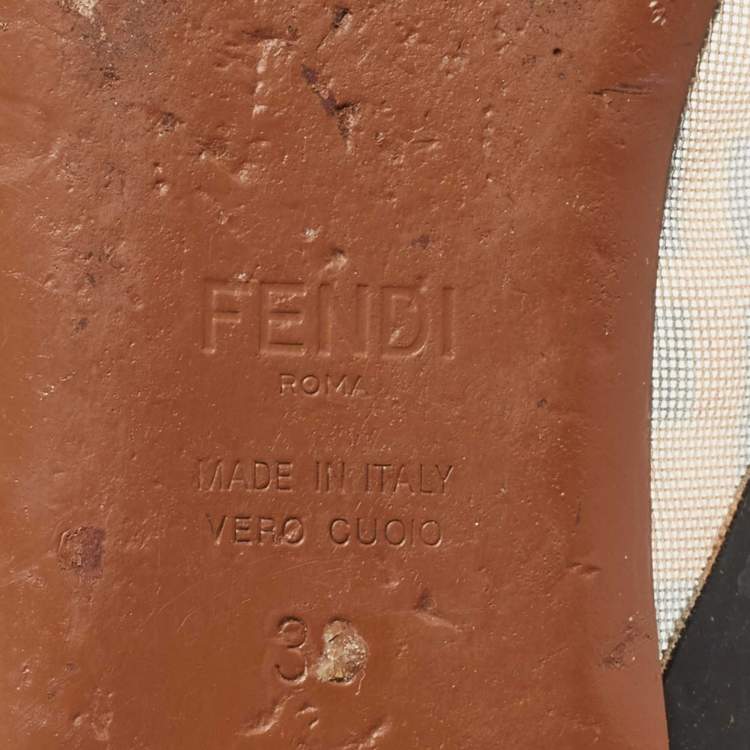 FENDI
ROMA
MADE IN ITALY
VERO CUOIO